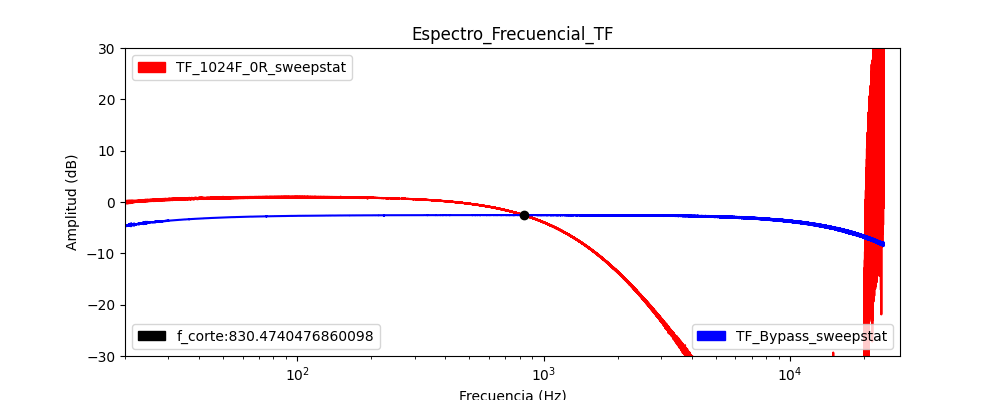 Espectro_Frecuencial_TF
Amplitud (dB)
30
20
10
0
−10
−20
−30
TF_1024F_0R_sweepstat
f_corte:830.4740476860098
TF_Bypass_sweepstat
10²
10³
10⁴
Frecuencia (Hz)